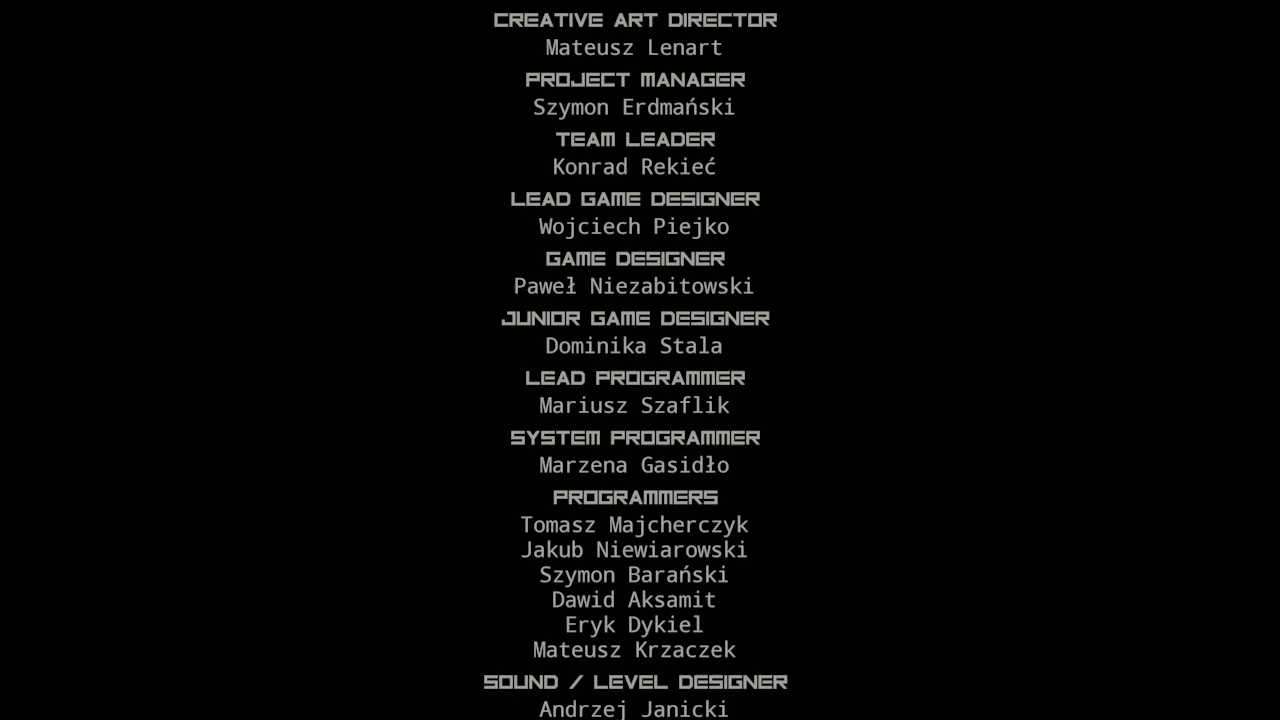 CREATIVE ART DIRECTOR
Mateusz Lenart
PROJECT MANAGER
Szymon Erdmański
TEAM LEADER
Konrad Rekieć
LEAD GAME DESIGNER
Wojciech Piejko
GAME DESIGNER
Paweł Niezabitowski
JUNIOR GAME DESIGNER
Dominika Stala
LEAD PROGRAMMER
Mariusz Szaflik
SYSTEM PROGRAMMER
Marzena Gasidło
PROGRAMMERS
Tomasz Majcherczyk
Jakub Niewiarowski
Szymon Barański
Dawid Aksamit
Eryk Dykiel
Mateusz Krzaczek
SOUND / LEVEL DESIGNER
Andrzej Janicki